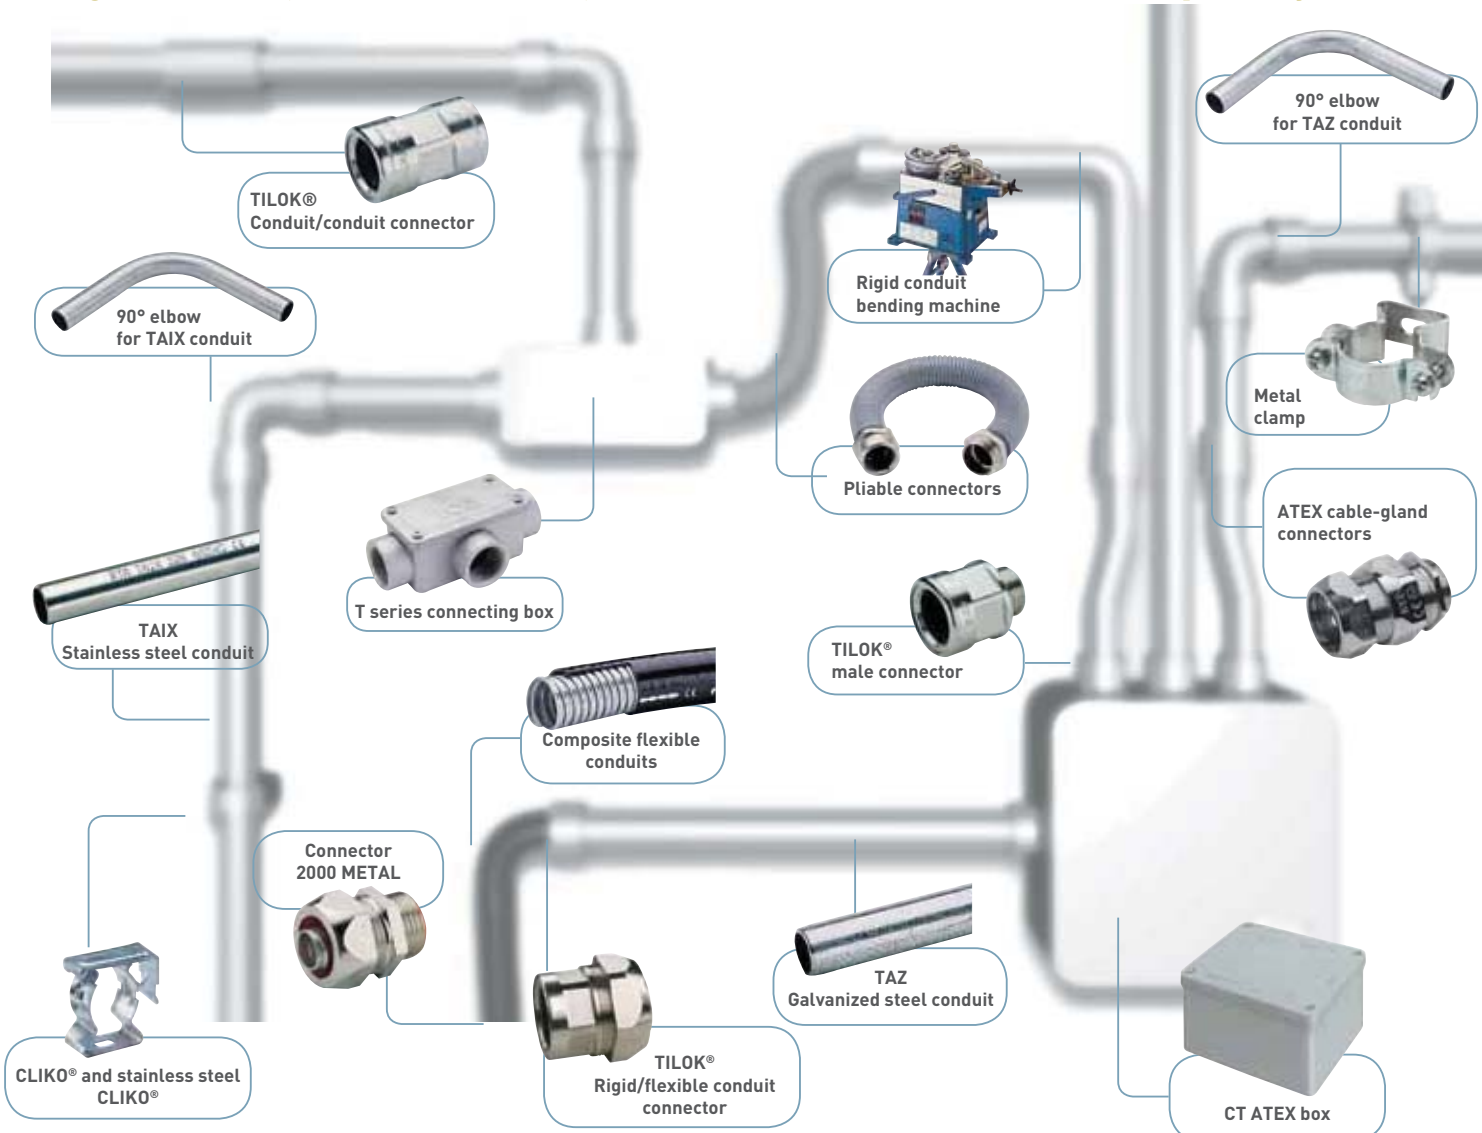 90° elbow
for TAZ conduit
TILOK®
Conduit/conduit connector
Rigid conduit
bending machine
90° elbow
for TAIX conduit
Metal
clamp
Pliable connectors
ATEX cable-gland
connectors
T series connecting box
TAIX
Stainless steel conduit
TILOK®
male connector
Composite flexible
conduits
Connector
2000 METAL
TAZ
Galvanized steel conduit
TILOK®
Rigid/flexible conduit
connector
CLIKO® and stainless steel
CLIKO®
CT ATEX box